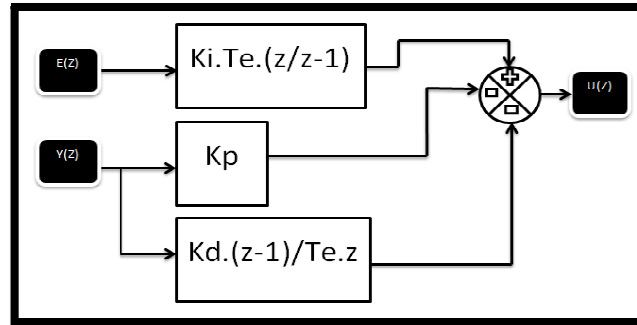 E(Z)
Ki.Te.(z/z-1)
U(Z)
Y(Z)
Kp
Kd.(z-1)/Te.z